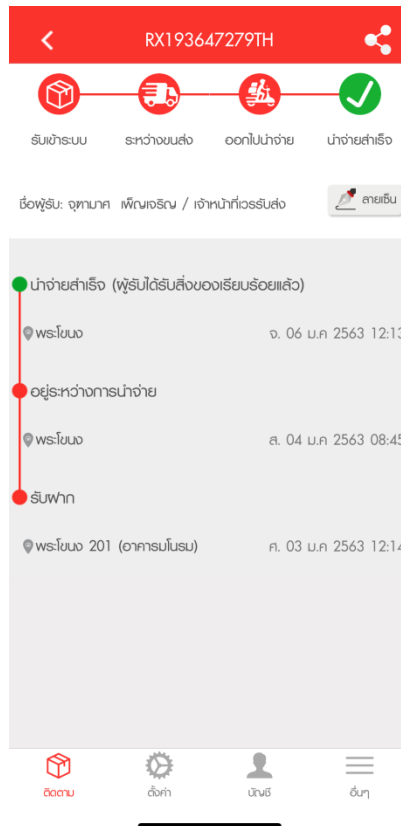 RX193647279TH
รับเข้าระบบ ระหว่างขนส่ง ออกไปนำจ่าย นำจ่ายสำเร็จ
ชื่อผู้รับ: จุฑามาศ เพ็ญเจริญ / เจ้าหน้าที่เวรรับส่ง ลายเซ็น
นำจ่ายสำเร็จ (ผู้รับได้รับสิ่งของเรียบร้อยแล้ว)
พระโขนง จ. 06 ม.ค 2563 12:13
อยู่ระหว่างการนำจ่าย
พระโขนง ส. 04 ม.ค 2563 08:45
รับฝาก
พระโขนง 201 (อาคารมโนรม) ศ. 03 ม.ค 2563 12:14
ติดตาม ตั้งค่า บัญชี อื่นๆ